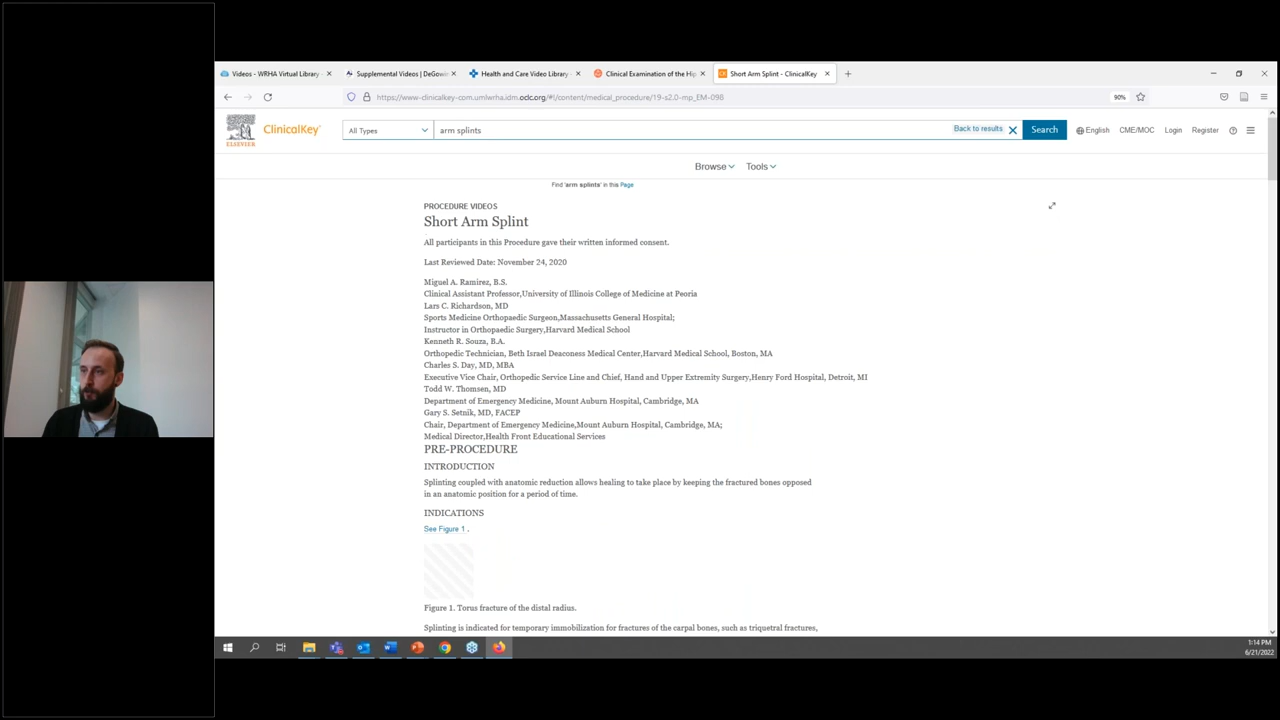 Videos - WRHA Virtual Library -
Supplemental Videos | DeGowi
Health and Care Video Library -
Clinical Examination of the Hip
Short Arm Splint - ClinicalKey
https://www-clinicalkey-com.umlwrha.idm.oclc.org/#!/content/medical_procedure/19-s2.0-mp_EM-098
90%
ELSEVIER
ClinicalKey®
All Types
arm splints
Back to results
Search
English
CME/MOC
Login
Register
Browse
Tools
Find 'arm splints' in this Page
PROCEDURE VIDEOS
Short Arm Splint
All participants in this Procedure gave their written informed consent.
Last Reviewed Date: November 24, 2020
Miguel A. Ramirez, B.S.
Clinical Assistant Professor,University of Illinois College of Medicine at Peoria
Lars C. Richardson, MD
Sports Medicine Orthopaedic Surgeon,Massachusetts General Hospital;
Instructor in Orthopaedic Surgery,Harvard Medical School
Kenneth R. Souza, B.A.
Orthopedic Technician, Beth Israel Deaconess Medical Center,Harvard Medical School, Boston, MA
Charles S. Day, MD, MBA
Executive Vice Chair, Orthopedic Service Line and Chief, Hand and Upper Extremity Surgery,Henry Ford Hospital, Detroit, MI
Todd W. Thomsen, MD
Department of Emergency Medicine, Mount Auburn Hospital, Cambridge, MA
Gary S. Setnik, MD, FACEP
Chair, Department of Emergency Medicine,Mount Auburn Hospital, Cambridge, MA;
Medical Director,Health Front Educational Services
PRE-PROCEDURE
INTRODUCTION
Splinting coupled with anatomic reduction allows healing to take place by keeping the fractured bones opposed
in an anatomic position for a period of time.
INDICATIONS
See Figure 1 .
Figure 1. Torus fracture of the distal radius.
Splinting is indicated for temporary immobilization for fractures of the carpal bones, such as triquetral fractures,
1:14 PM
6/21/2022